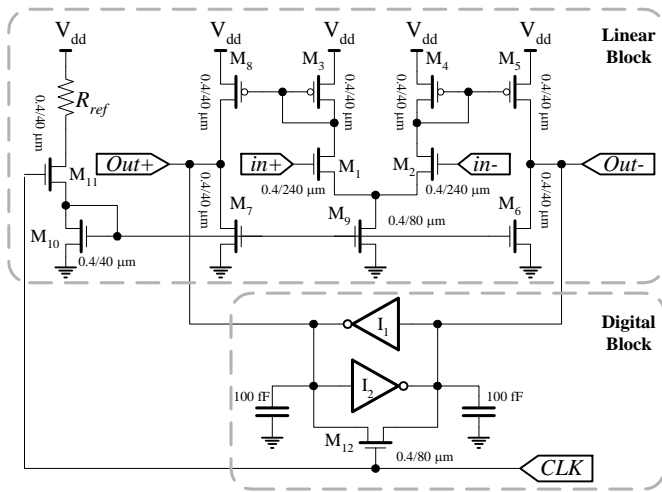 Vdd Vdd Vdd Vdd Vdd
Linear
Block
M8 M3 M4 M5
0.4/40 µm 0.4/40 µm 0.4/40 µm 0.4/40 µm
Rref
0.4/40 µm
M11
Out+ in+ M1 M2 in- Out-
0.4/240 µm 0.4/240 µm
0.4/40 µm 0.4/40 µm
M10 M7 M9 0.4/80 µm M6
0.4/40 µm
I1
Digital
Block
I2
100 fF 100 fF
M12
0.4/80 µm
CLK